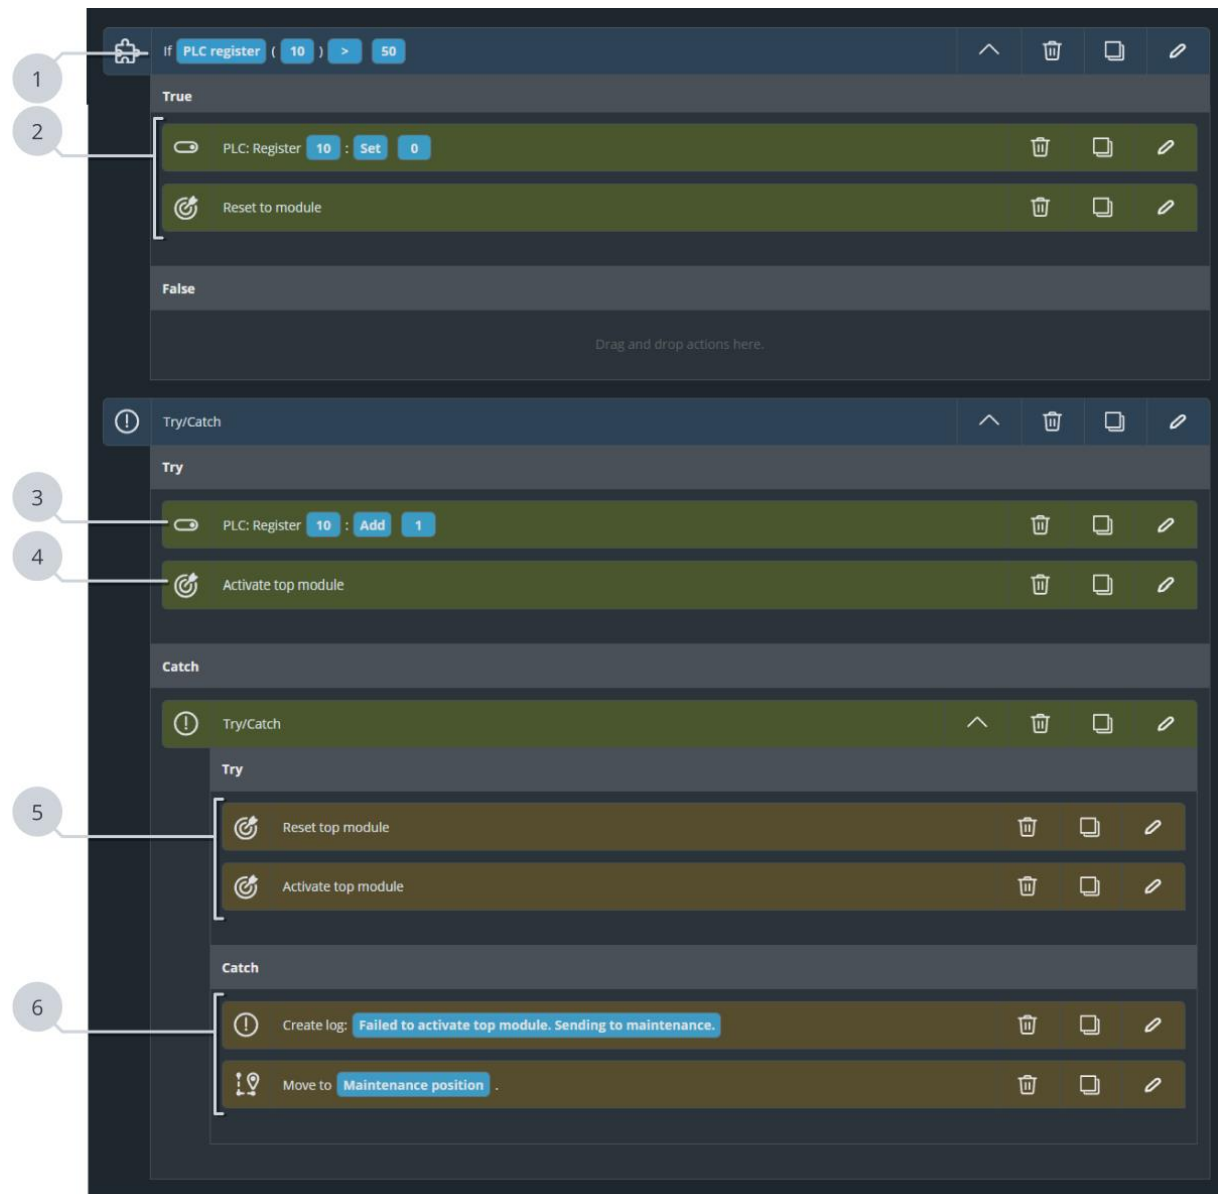 1
If PLC register ( 10 ) > 50
True
2
PLC: Register 10 : Set 0
Reset to module
False
Drag and drop actions here.
Try/Catch
Try
3
PLC: Register 10 : Add 1
4
Activate top module
Catch
Try/Catch
Try
5
Reset top module
Activate top module
Catch
6
Create log: Failed to activate top module. Sending to maintenance.
Move to Maintenance position .